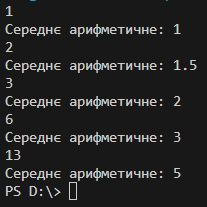 1
Середнє арифметичне: 1
2
Середнє арифметичне: 1.5
3
Середнє арифметичне: 2
6
Середнє арифметичне: 3
13
Середнє арифметичне: 5
PS D:\>